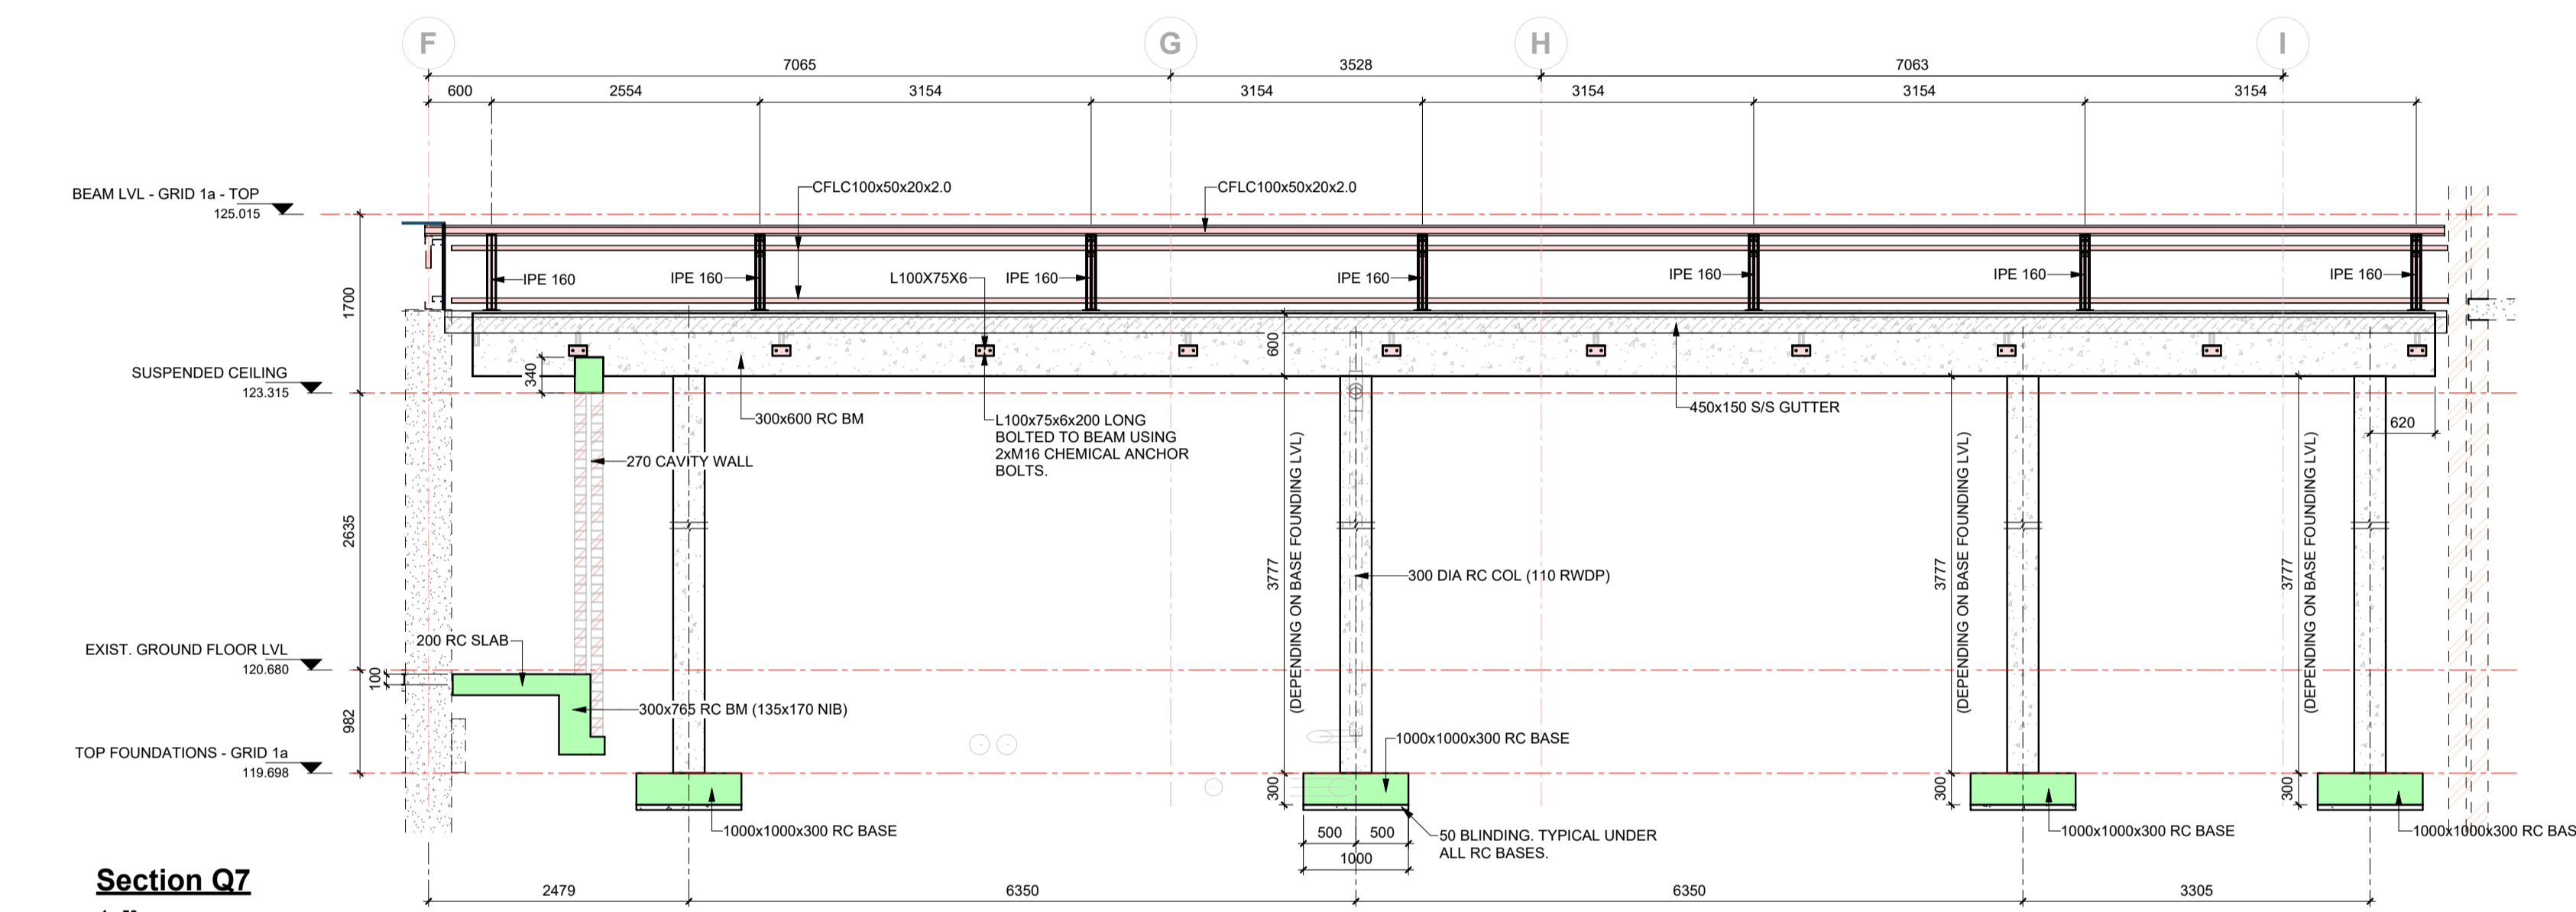 F
G
H
I
7065
3528
7063
600
2554
3154
3154
3154
3154
3154
BEAM LVL - GRID 1a - TOP
125.015
CFLC100x50x20x2.0
CFLC100x50x20x2.0
IPE 160
IPE 160
L100X75X6
IPE 160
IPE 160
IPE 160
IPE 160
IPE 160
1700
600
340
SUSPENDED CEILING
123.315
300x600 RC BM
L100x75x6x200 LONG
BOLTED TO BEAM USING
2xM16 CHEMICAL ANCHOR
BOLTS.
450x150 S/S GUTTER
620
270 CAVITY WALL
2635
3777
(DEPENDING ON BASE FOUNDING LVL)
300 DIA RC COL (110 RWDP)
3777
(DEPENDING ON BASE FOUNDING LVL)
3777
(DEPENDING ON BASE FOUNDING LVL)
200 RC SLAB
EXIST. GROUND FLOOR LVL
120.680
100
982
300x765 RC BM (135x170 NIB)
TOP FOUNDATIONS - GRID 1a
119.698
1000x1000x300 RC BASE
300
300
300
1000x1000x300 RC BASE
50 BLINDING. TYPICAL UNDER
ALL RC BASES.
1000x1000x300 RC BASE
1000x1000x300 RC BAS
500
500
1000
Section Q7
2479
6350
6350
3305